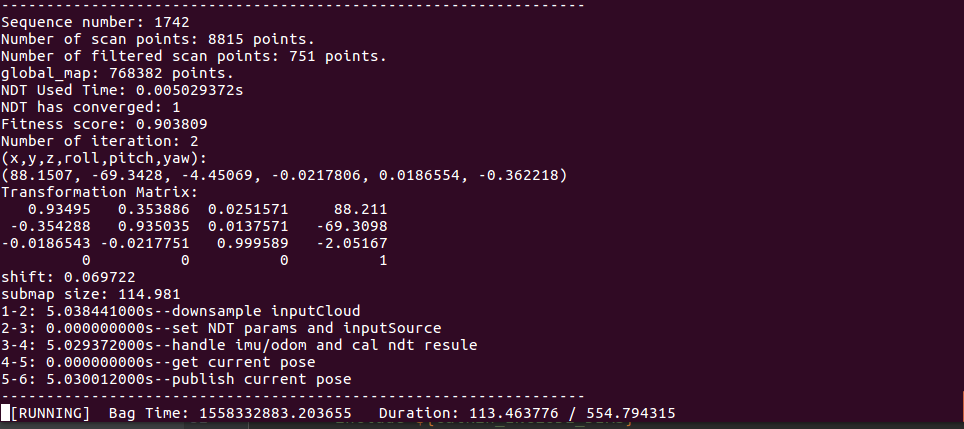 -----------------------------------------------------------------
Sequence number: 1742
Number of scan points: 8815 points.
Number of filtered scan points: 751 points.
global_map: 768382 points.
NDT Used Time: 0.005029372s
NDT has converged: 1
Fitness score: 0.903809
Number of iteration: 2
(x,y,z,roll,pitch,yaw):
(88.1507, -69.3428, -4.45069, -0.0217806, 0.0186554, -0.362218)
Transformation Matrix:
0.93495 0.353886 0.0251571 88.211
-0.354288 0.935035 0.0137571 -69.3098
-0.0186543 -0.0217751 0.999589 -2.05167
0 0 0 1
shift: 0.069722
submap size: 114.981
1-2: 5.038441000s--downsample inputCloud
2-3: 0.000000000s--set NDT params and inputSource
3-4: 5.029372000s--handle imu/odom and cal ndt resule
4-5: 0.000000000s--get current pose
5-6: 5.030012000s--publish current pose
-----------------------------------------------------------------
[RUNNING] Bag Time: 1558332883.203655 Duration: 113.463776 / 554.794315